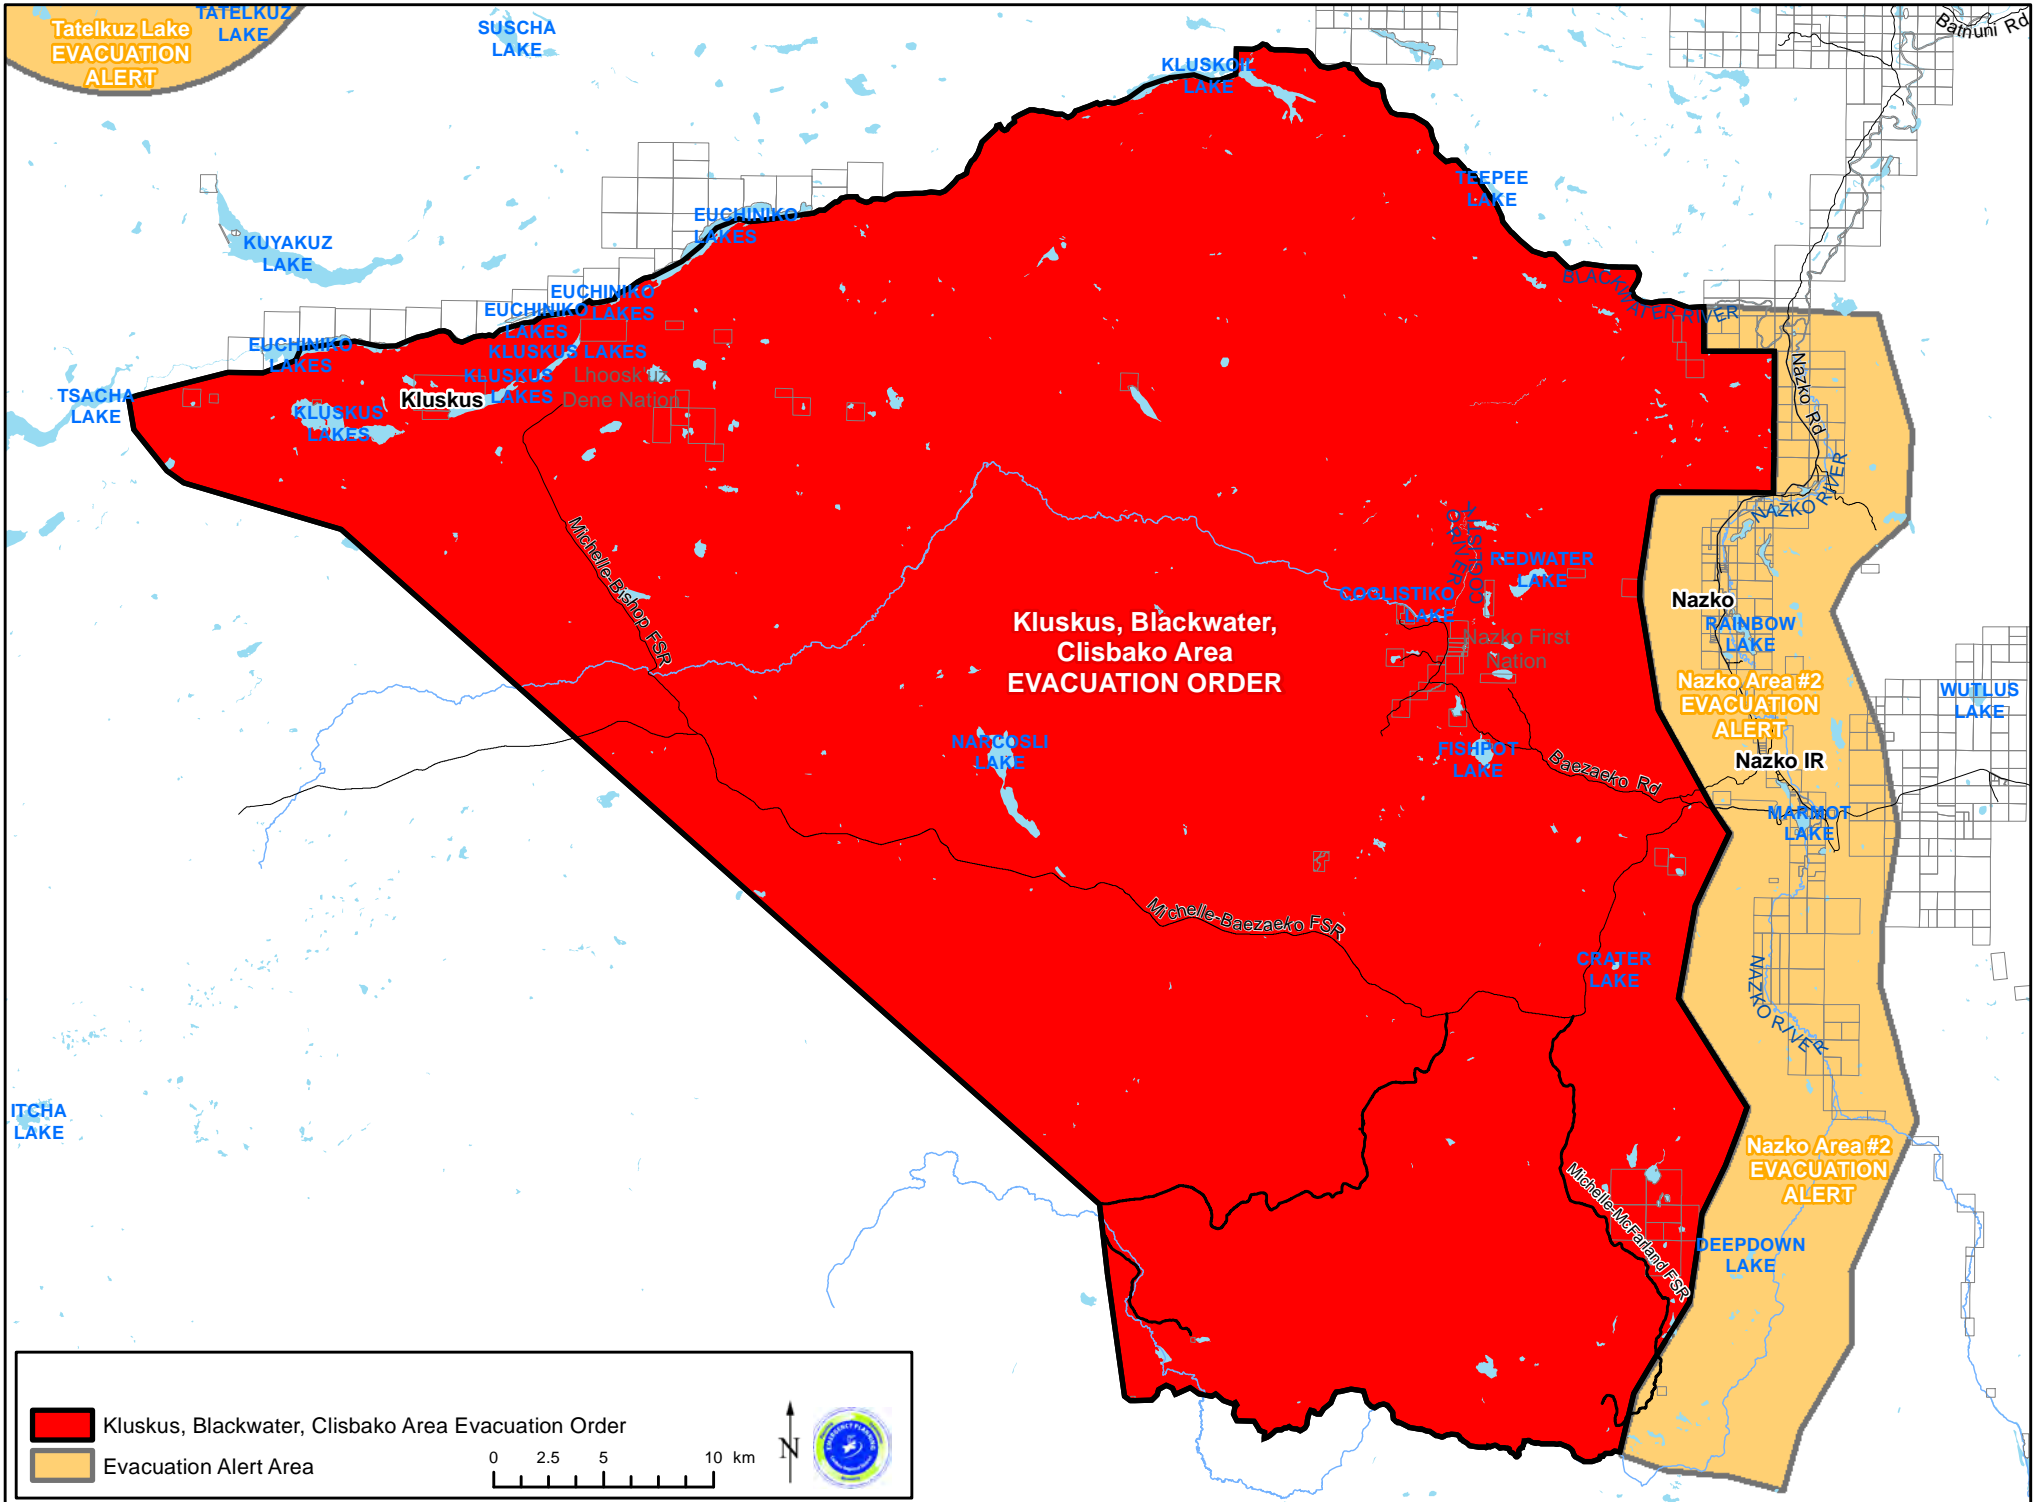 Tatelkuz Lake
EVACUATION
ALERT
TATELKUZ
LAKE
SUSCHA
LAKE
KLUSKOIL
LAKE
Batnuni Rd
TEEPEE
LAKE
EUCHINIKO
LAKES
KUYAKUZ
LAKE
BLACKWATER RIVER
EUCHINIKO
LAKES
EUCHINIKO
LAKES
EUCHINIKO
LAKES
KLUSKUS LAKES
KLUSKUS
LAKES
Lhoosk'uz
Dene Nation
TSACHA
LAKE
Kluskus
KLUSKUS
LAKES
Nazko Rd
NAZKO RIVER
Michelle-Bishop FSR
COGLISTIKO
RIVER
REDWATER
LAKE
COGLISTIKO
LAKE
Nazko First
Nation
Kluskus, Blackwater,
Clisbako Area
EVACUATION ORDER
Nazko
RAINBOW
LAKE
Nazko Area #2
EVACUATION
ALERT
WUTLUS
LAKE
Nazko IR
NARCOSLI
LAKE
FISHPOT
LAKE
Baezaeko Rd
MARMOT
LAKE
Michelle-Baezaeko FSR
CRATER
LAKE
NAZKO RIVER
ITCHA
LAKE
Nazko Area #2
EVACUATION
ALERT
Michelle-McFarland FSR
DEEPDOWN
LAKE
Kluskus, Blackwater, Clisbako Area Evacuation Order
Evacuation Alert Area
0 2.5 5 10 km
N
EMERGENCY PLANNING